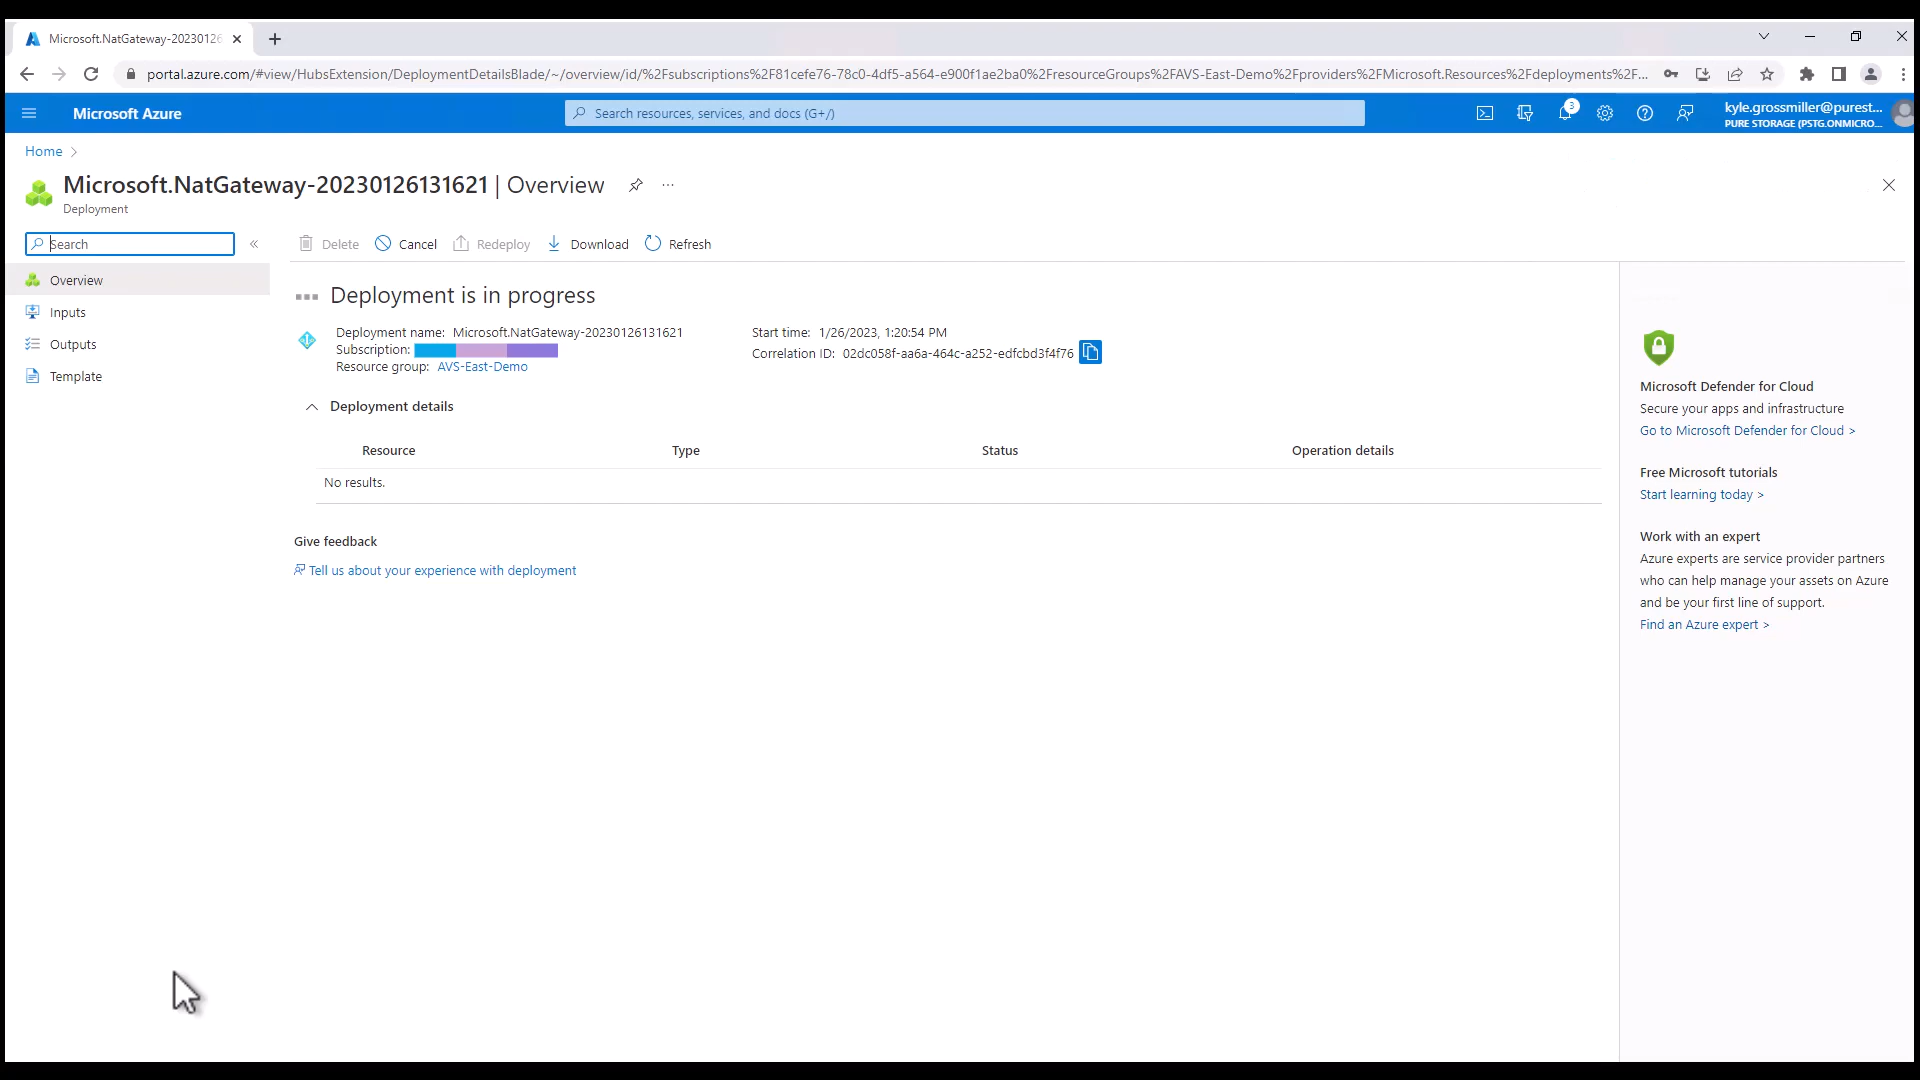 Microsoft.NatGateway-20230126
portal.azure.com/#view/HubsExtension/DeploymentDetailsBlade/~/overview/id/%2Fsubscriptions%2F81cefe76-78c0-4df5-a564-e900f1ae2ba0%2FresourceGroups%2FAVS-East-Demo%2Fproviders%2FMicrosoft.Resources%2Fdeployments%2F...
Microsoft Azure
Search resources, services, and docs (G+/)
3
kyle.grossmiller@purest...
PURE STORAGE (PSTG.ONMICRO...
Home
Microsoft.NatGateway-20230126131621 | Overview
Deployment
Search
Delete
Cancel
Redeploy
Download
Refresh
Overview
Inputs
Outputs
Template
Deployment is in progress
Deployment name: Microsoft.NatGateway-20230126131621
Subscription:
Resource group: AVS-East-Demo
Start time: 1/26/2023, 1:20:54 PM
Correlation ID: 02dc058f-aa6a-464c-a252-edfcbd3f4f76
Deployment details
Resource Type Status Operation details
No results.
Give feedback
Tell us about your experience with deployment
Microsoft Defender for Cloud
Secure your apps and infrastructure
Go to Microsoft Defender for Cloud >
Free Microsoft tutorials
Start learning today >
Work with an expert
Azure experts are service provider partners
who can help manage your assets on Azure
and be your first line of support.
Find an Azure expert >